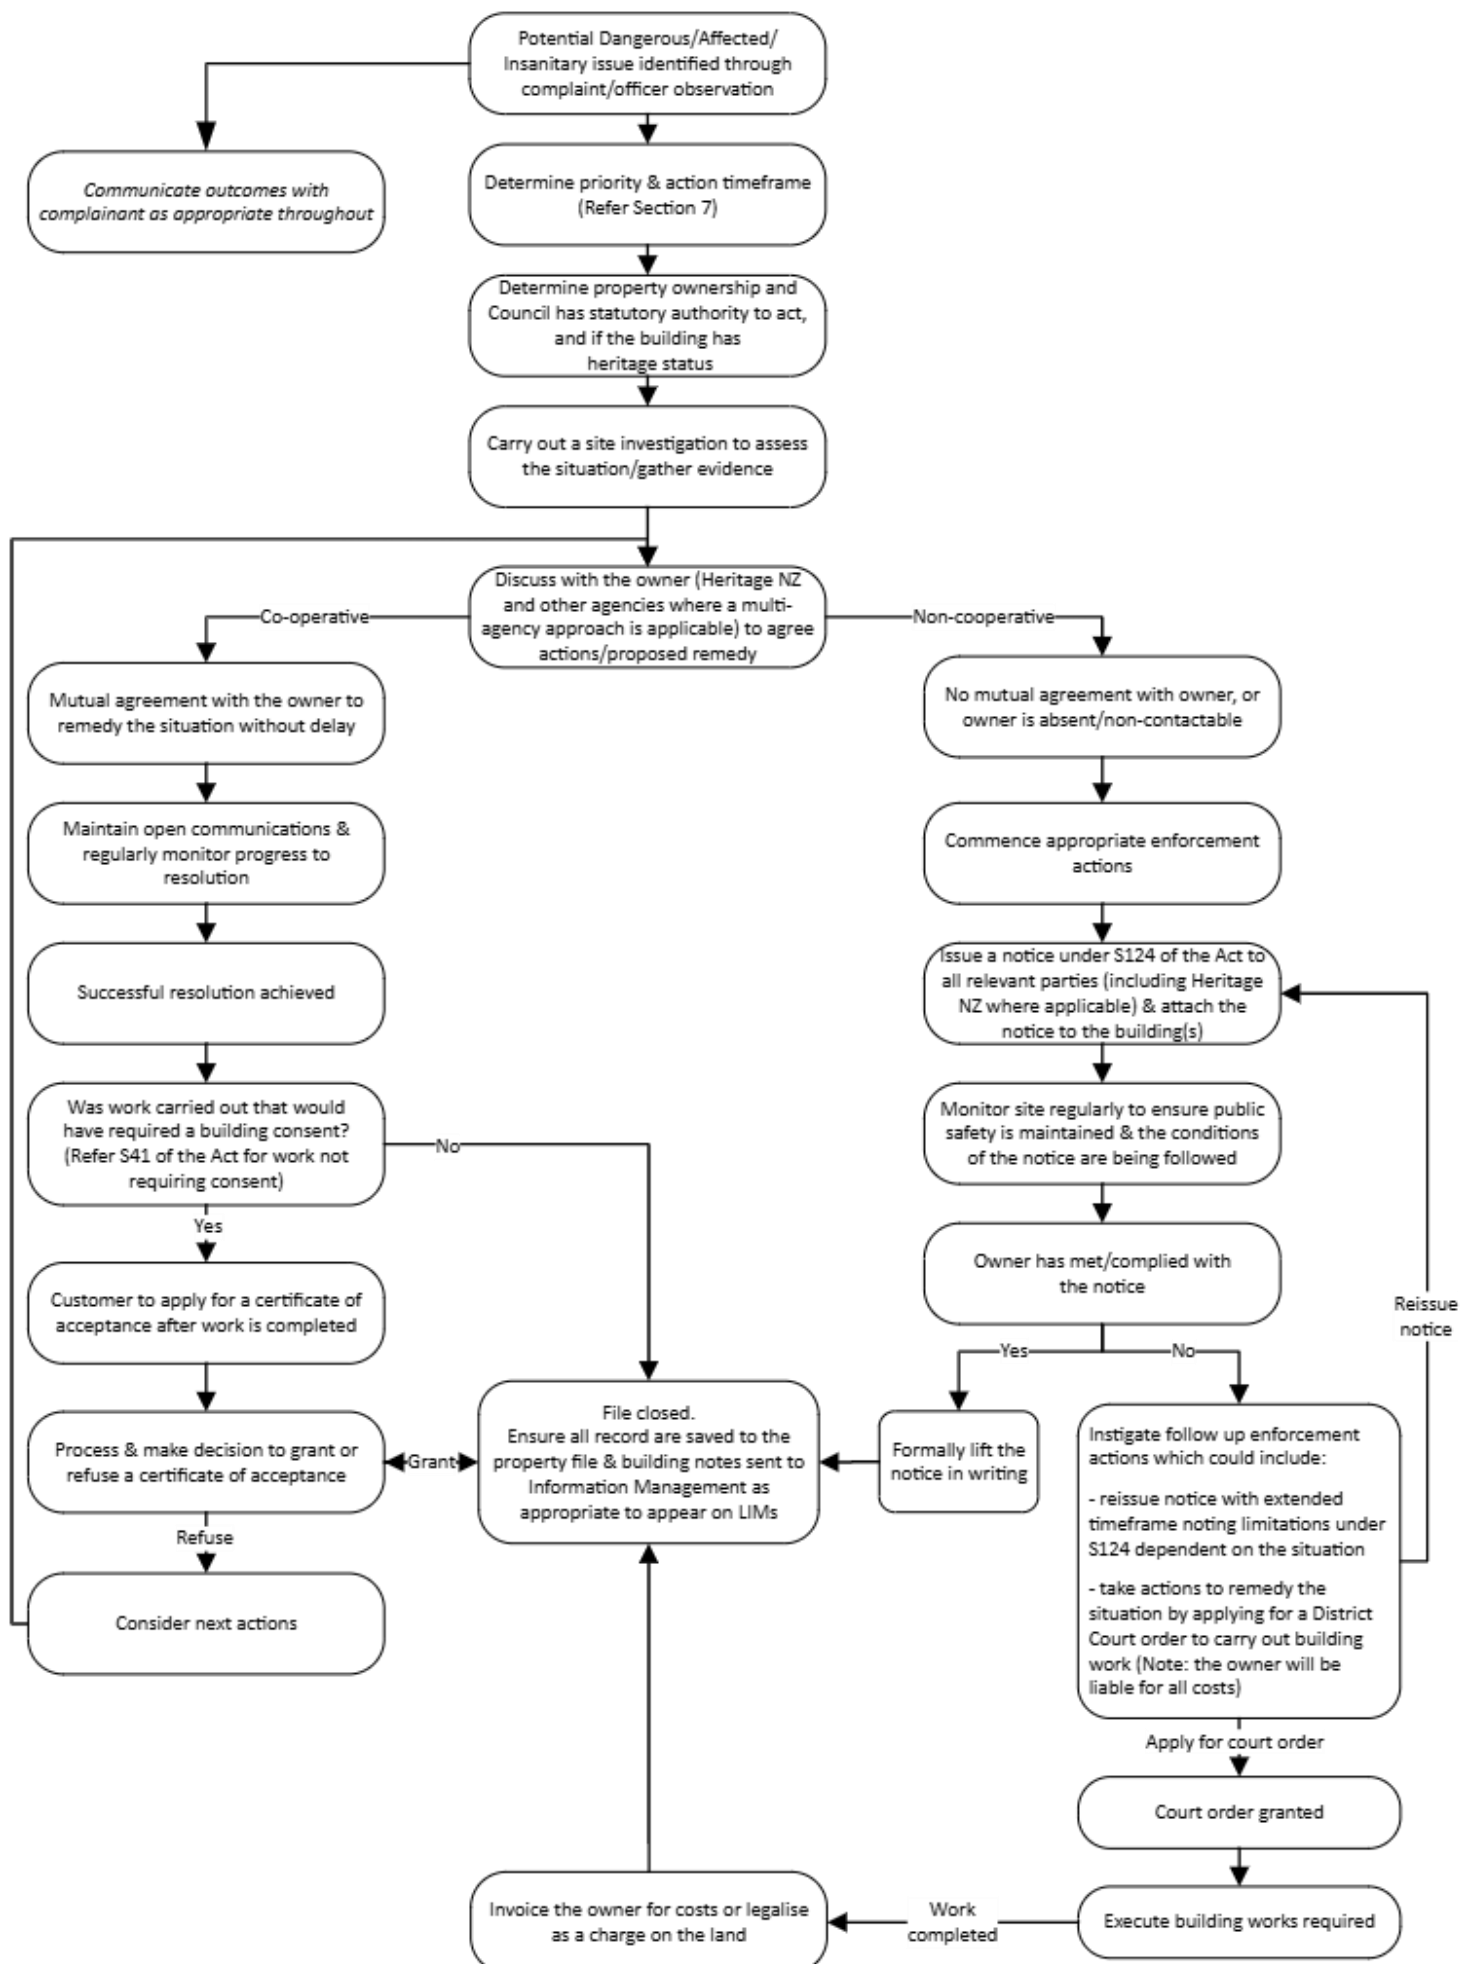 Potential Dangerous/Affected/
Insanitary issue identified through
complaint/officer observation
Communicate outcomes with
complainant as appropriate throughout
Determine priority & action timeframe
(Refer Section 7)
Determine property ownership and
Council has statutory authority to act,
and if the building has
heritage status
Carry out a site investigation to assess
the situation/gather evidence
Discuss with the owner (Heritage NZ
and other agencies where a multi-
agency approach is applicable) to agree
actions/proposed remedy
Co-operative
Non-cooperative
Mutual agreement with the owner to
remedy the situation without delay
Maintain open communications &
regularly monitor progress to
resolution
Successful resolution achieved
Was work carried out that would
have required a building consent?
(Refer S41 of the Act for work not
requiring consent)
No
Yes
Customer to apply for a certificate of
acceptance after work is completed
Process & make decision to grant or
refuse a certificate of acceptance
Grant
Refuse
Consider next actions
File closed.
Ensure all record are saved to the
property file & building notes sent to
Information Management as
appropriate to appear on LIMs
No mutual agreement with owner, or
owner is absent/non-contactable
Commence appropriate enforcement
actions
Issue a notice under S124 of the Act to
all relevant parties (including Heritage
NZ where applicable) & attach the
notice to the building(s)
Monitor site regularly to ensure public
safety is maintained & the conditions
of the notice are being followed
Owner has met/complied with
the notice
Yes
No
Reissue
notice
Formally lift the
notice in writing
Instigate follow up enforcement
actions which could include:
- reissue notice with extended
timeframe noting limitations under
S124 dependent on the situation
- take actions to remedy the
situation by applying for a District
Court order to carry out building
work (Note: the owner will be
liable for all costs)
Apply for court order
Court order granted
Execute building works required
Work
completed
Invoice the owner for costs or legalise
as a charge on the land